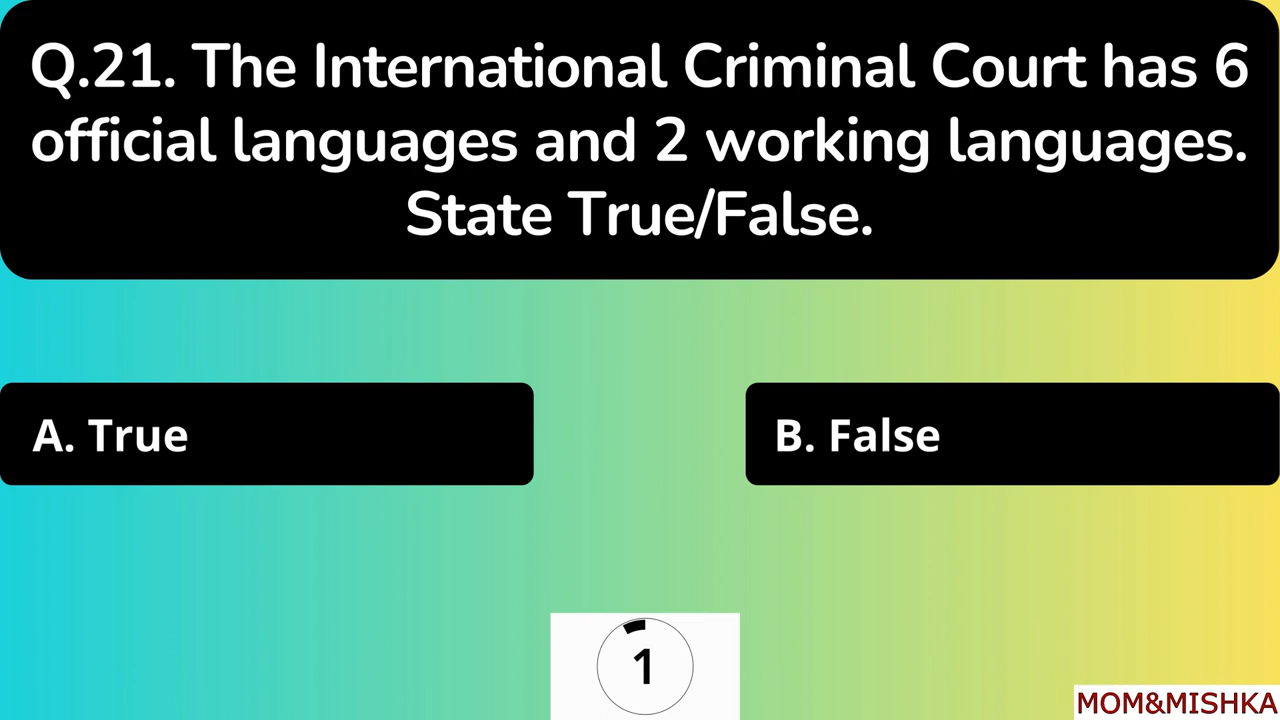 Q.21. The International Criminal Court has 6
official languages and 2 working languages.
State True/False.
A. True
B. False
1
MOM&MISHKA